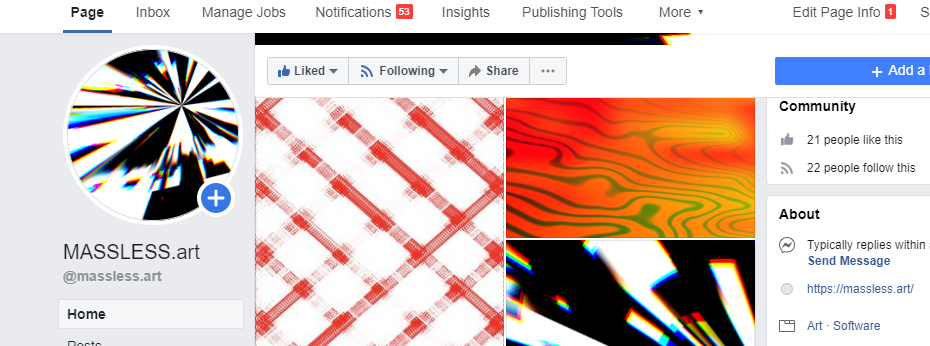 Page Inbox Manage Jobs Notifications 53 Insights Publishing Tools More Edit Page Info 1
Liked Following Share ... + Add a
MASSLESS.art
@massless.art
Home
Posts
Community
21 people like this
22 people follow this
About
Typically replies within
Send Message
https://massless.art/
Art · Software